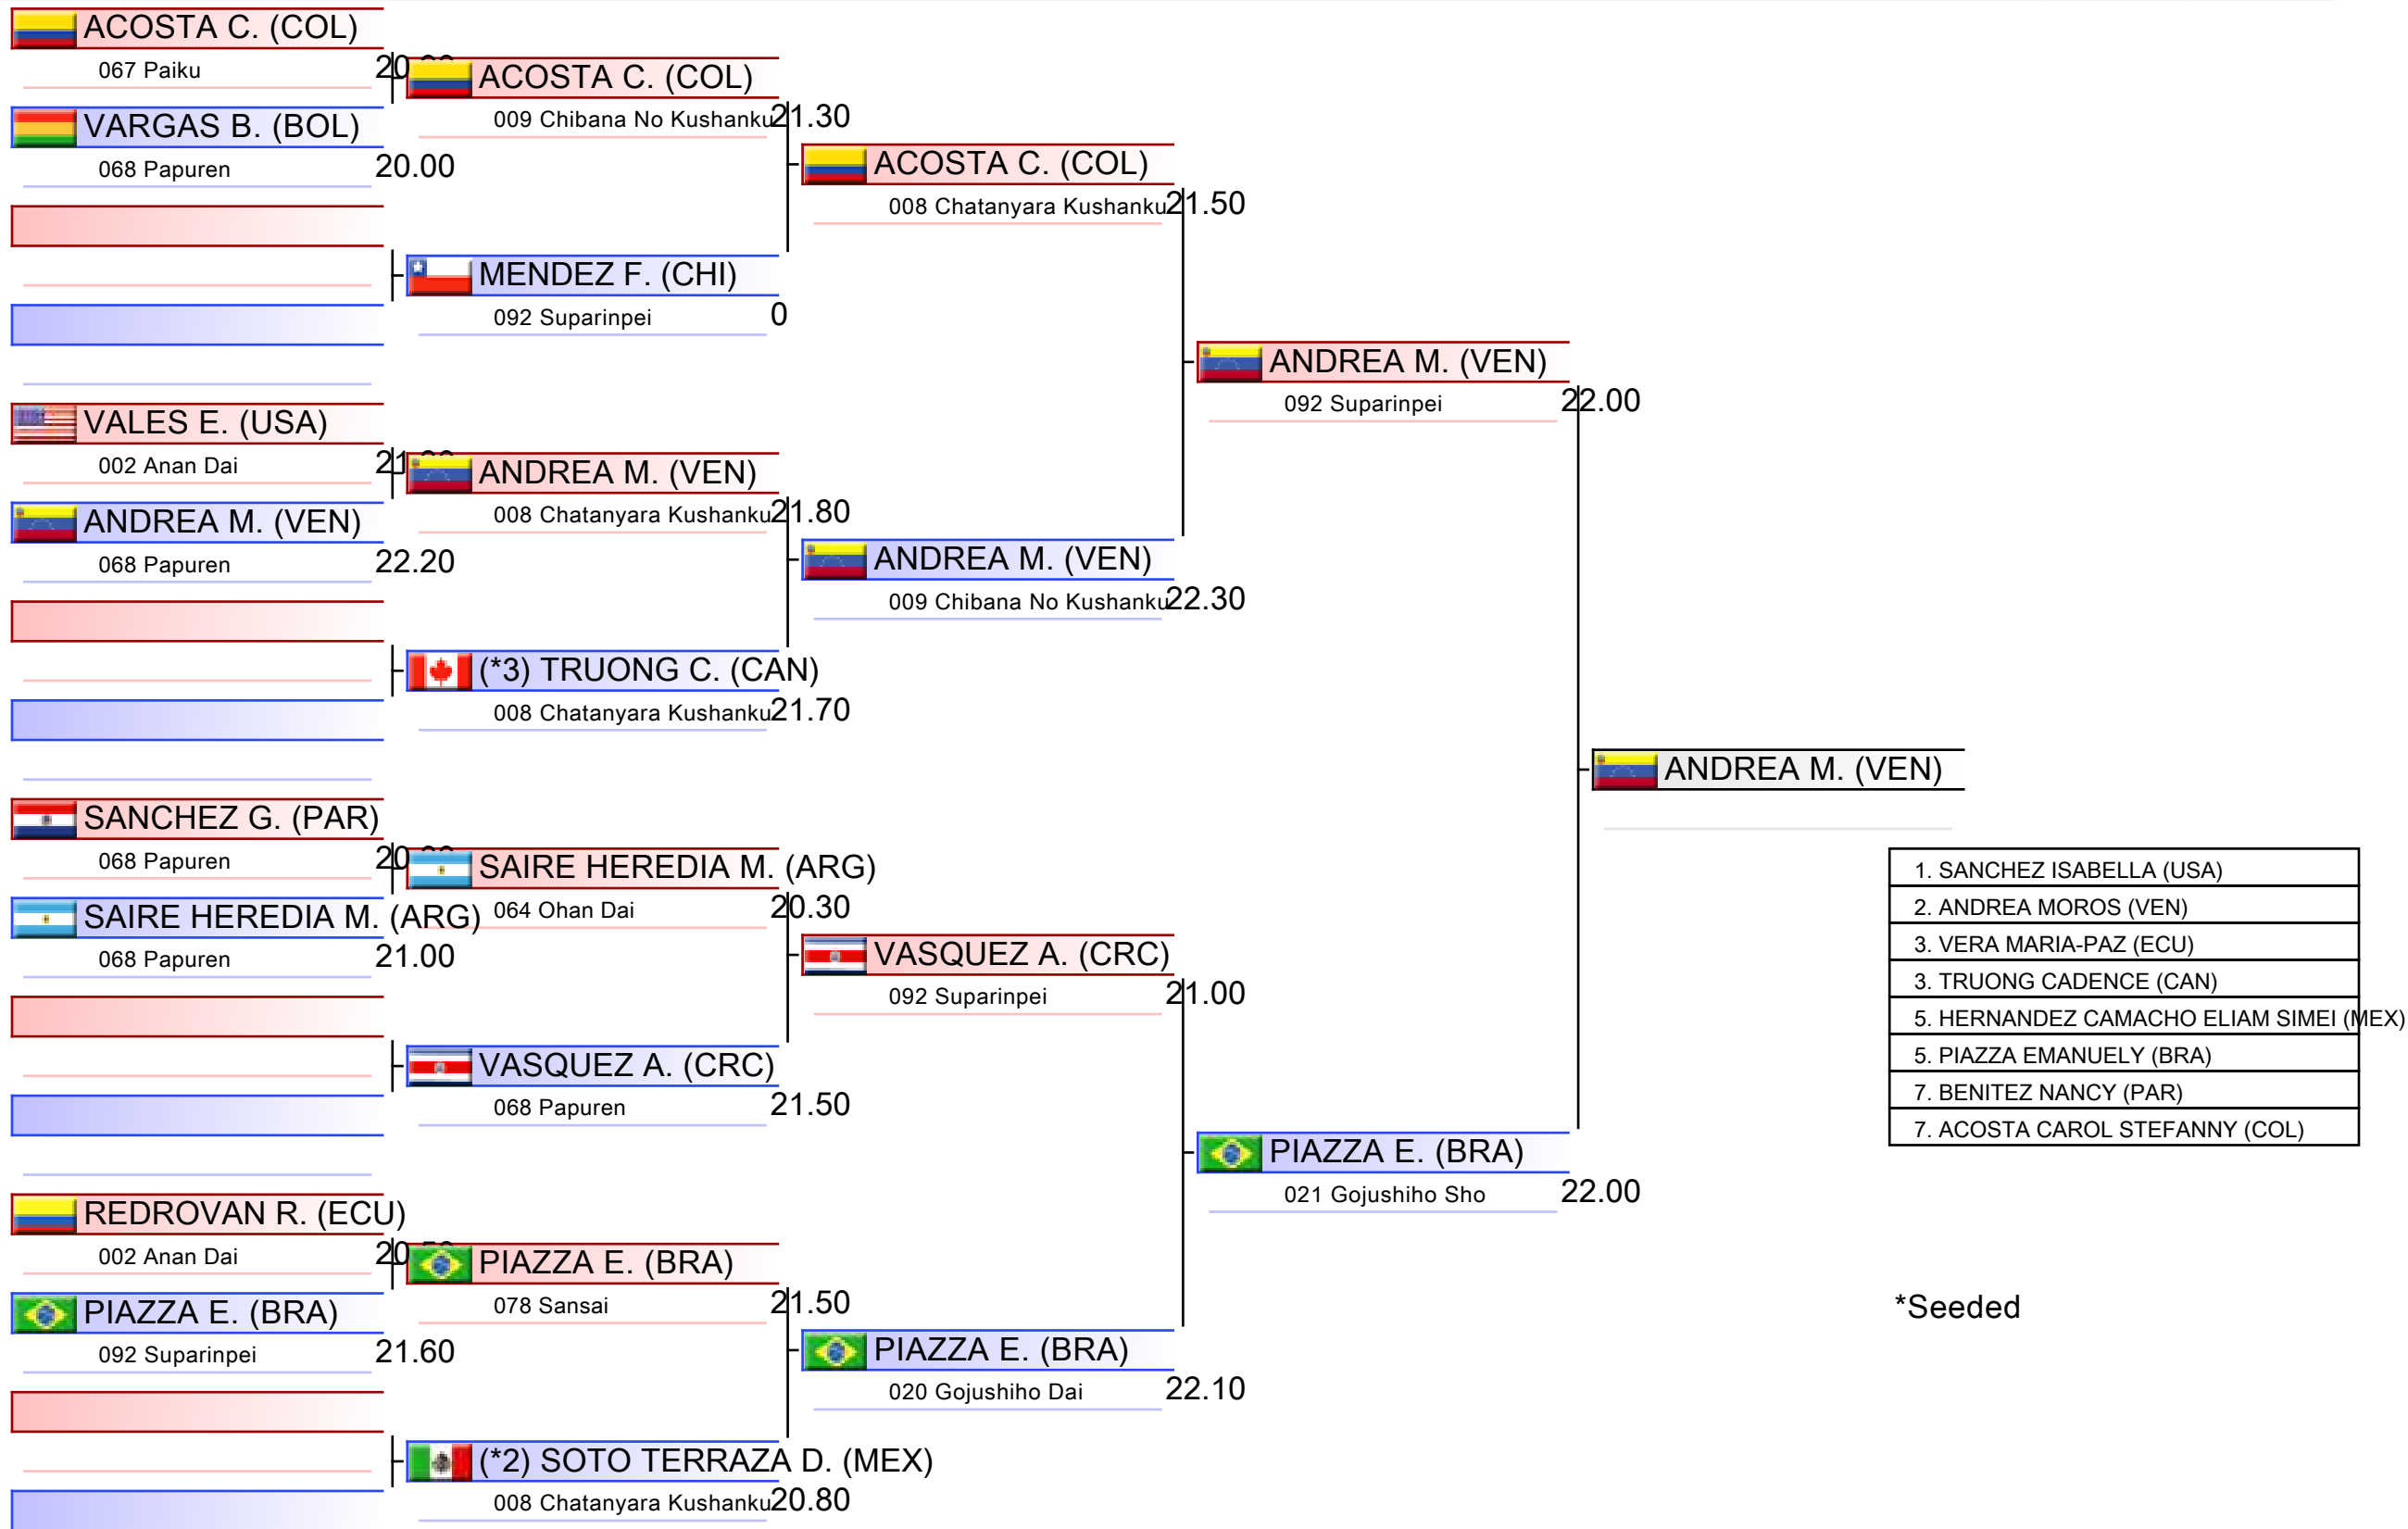 ACOSTA C. (COL)
067 Paiku
VARGAS B. (BOL)
068 Papuren
20.00
VALES E. (USA)
002 Anan Dai
ANDREA M. (VEN)
068 Papuren
22.20
SANCHEZ G. (PAR)
068 Papuren
SAIRE HEREDIA M. (ARG)
068 Papuren
21.00
REDROVAN R. (ECU)
002 Anan Dai
PIAZZA E. (BRA)
092 Suparinpei
21.60
ACOSTA C. (COL)
009 Chibana No Kushanku
21.30
MENDEZ F. (CHI)
092 Suparinpei
0
ANDREA M. (VEN)
008 Chatanyara Kushanku
21.80
(*3) TRUONG C. (CAN)
008 Chatanyara Kushanku
21.70
SAIRE HEREDIA M. (ARG)
064 Ohan Dai
20.30
VASQUEZ A. (CRC)
068 Papuren
21.50
PIAZZA E. (BRA)
078 Sansai
21.50
(*2) SOTO TERRAZA D. (MEX)
008 Chatanyara Kushanku
20.80
ACOSTA C. (COL)
008 Chatanyara Kushanku
21.50
ANDREA M. (VEN)
009 Chibana No Kushanku
22.30
VASQUEZ A. (CRC)
092 Suparinpei
21.00
PIAZZA E. (BRA)
020 Gojushiho Dai
22.10
ANDREA M. (VEN)
092 Suparinpei
22.00
PIAZZA E. (BRA)
021 Gojushiho Sho
22.00
ANDREA M. (VEN)
1. SANCHEZ ISABELLA (USA)
2. ANDREA MOROS (VEN)
3. VERA MARIA-PAZ (ECU)
3. TRUONG CADENCE (CAN)
5. HERNANDEZ CAMACHO ELIAM SIMEI (MEX)
5. PIAZZA EMANUELY (BRA)
7. BENITEZ NANCY (PAR)
7. ACOSTA CAROL STEFANNY (COL)
*Seeded